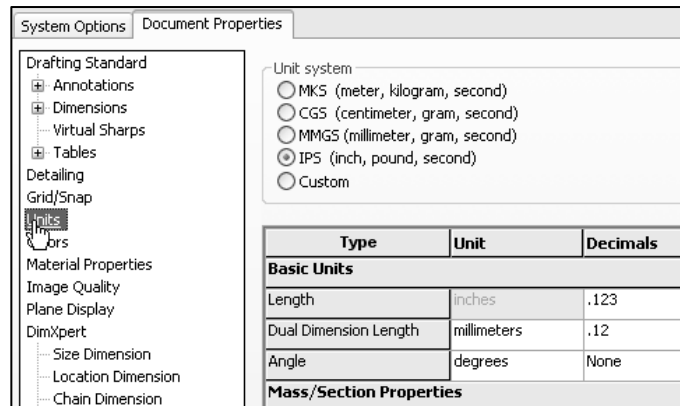 System Options Document Properties
Drafting Standard
Annotations
Dimensions
Virtual Sharps
Tables
Detailing
Grid/Snap
Units
Material Properties
Image Quality
Plane Display
DimXpert
Size Dimension
Location Dimension
Chain Dimension
Unit system
MKS (meter, kilogram, second)
CGS (centimeter, gram, second)
MMGS (millimeter, gram, second)
IPS (inch, pound, second)
Custom
Type Unit Decimals
Basic Units
Length inches .123
Dual Dimension Length millimeters .12
Angle degrees None
Mass/Section Properties